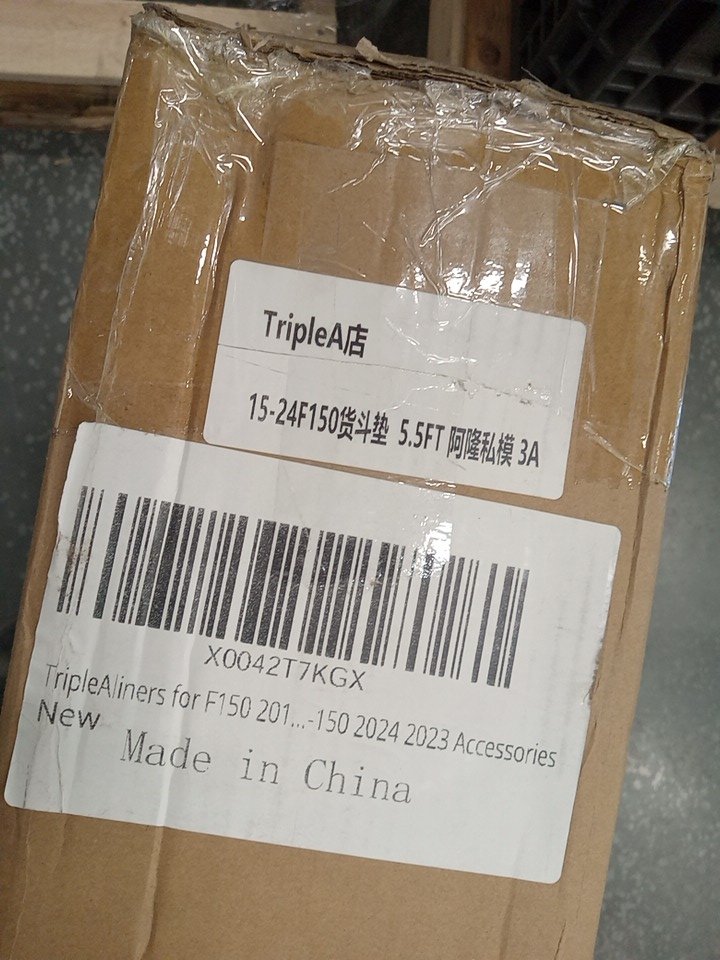 TripleA店
15-24F150货斗垫 5.5FT 阿隆私模 3A
X0042T7KGX
TripleAliners for F150 201...-150 2024 2023 Accessories
New
Made in China